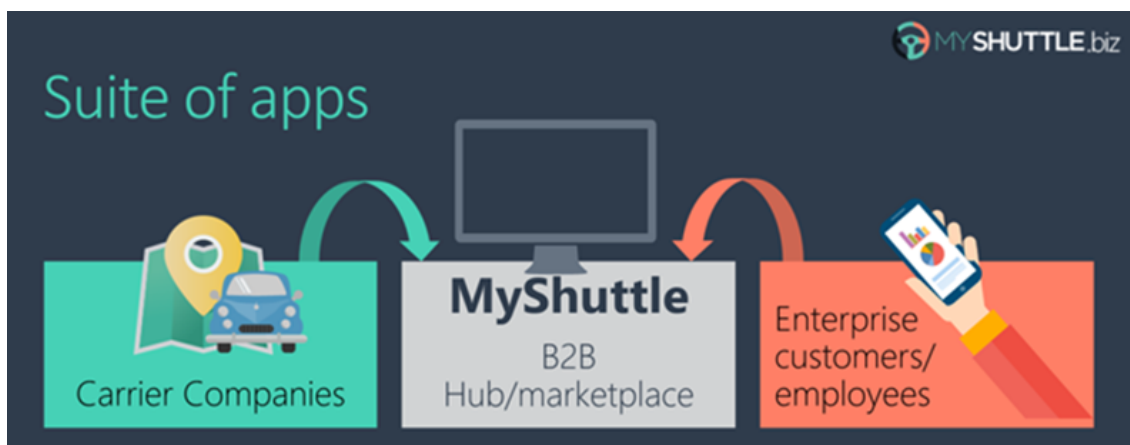 MYSHUTTLE.biz
Suite of apps
MyShuttle
B2B
Hub/marketplace
Carrier Companies
Enterprise
customers/
employees